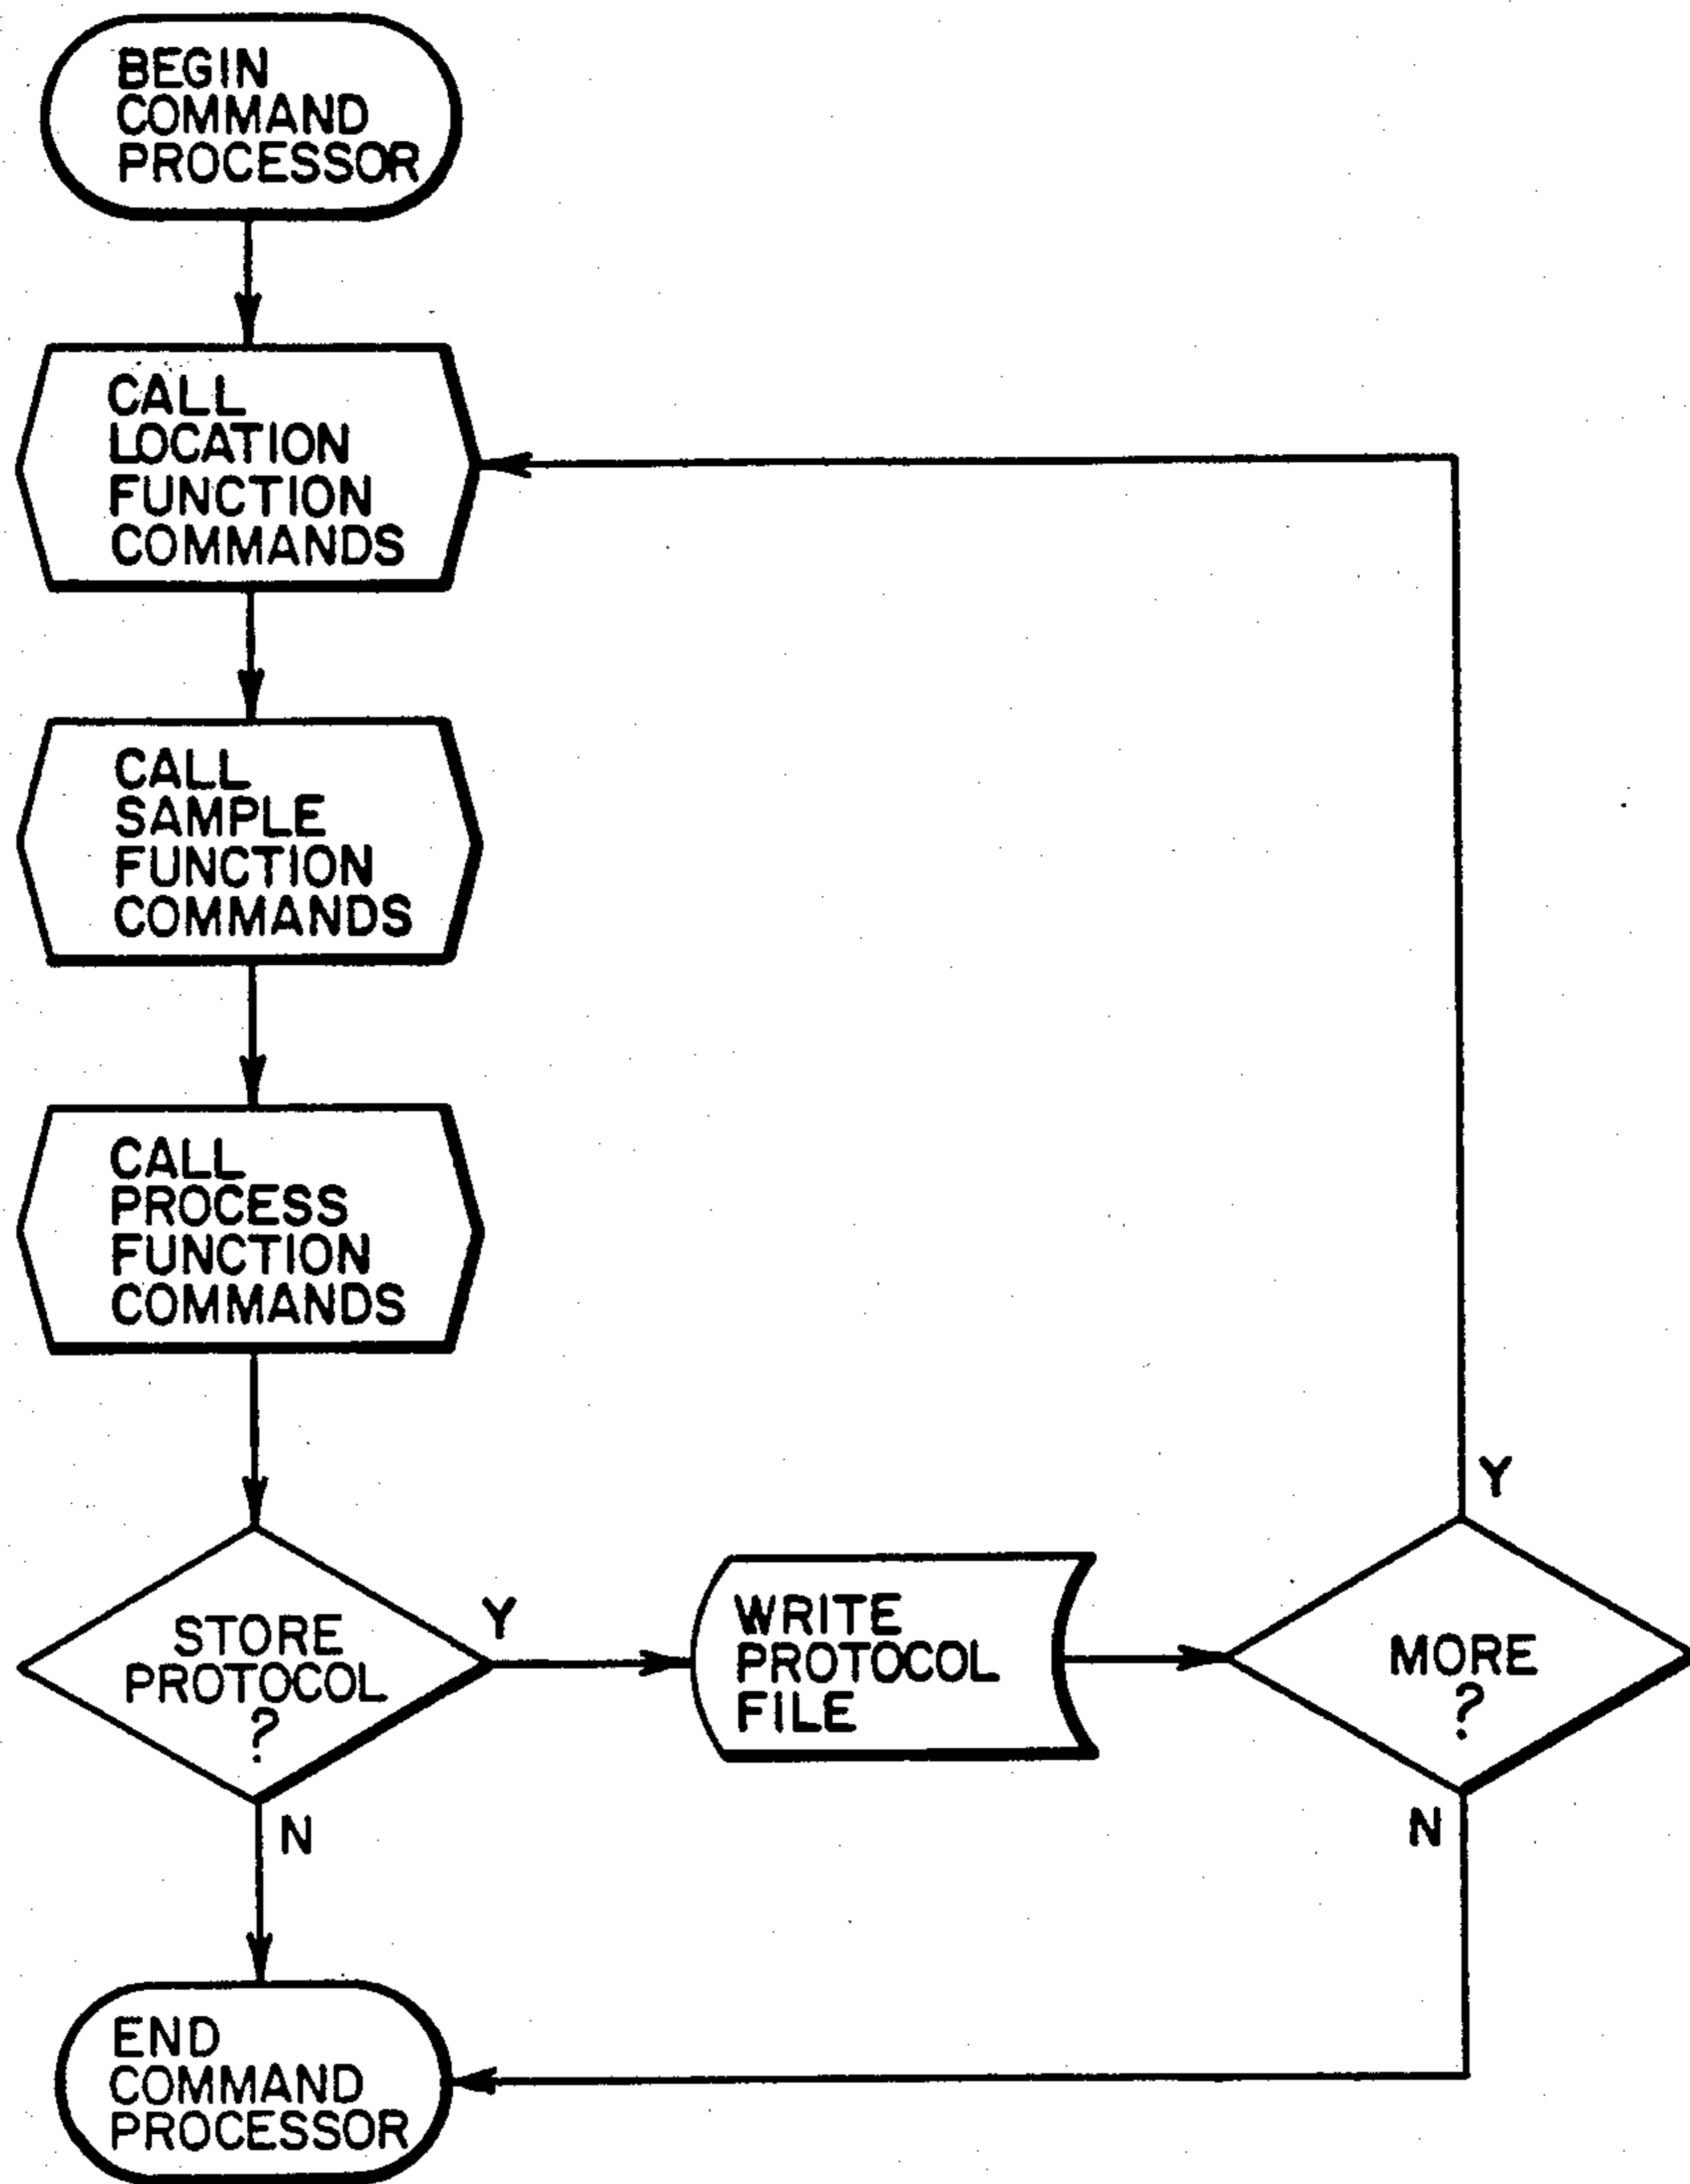 BEGIN
COMMAND
PROCESSOR
CALL
LOCATION
FUNCTION
COMMANDS
CALL
SAMPLE
FUNCTION
COMMANDS
CALL
PROCESS
FUNCTION
COMMANDS
STORE
PROTOCOL
?
Y
N
WRITE
PROTOCOL
FILE
MORE
?
Y
N
END
COMMAND
PROCESSOR